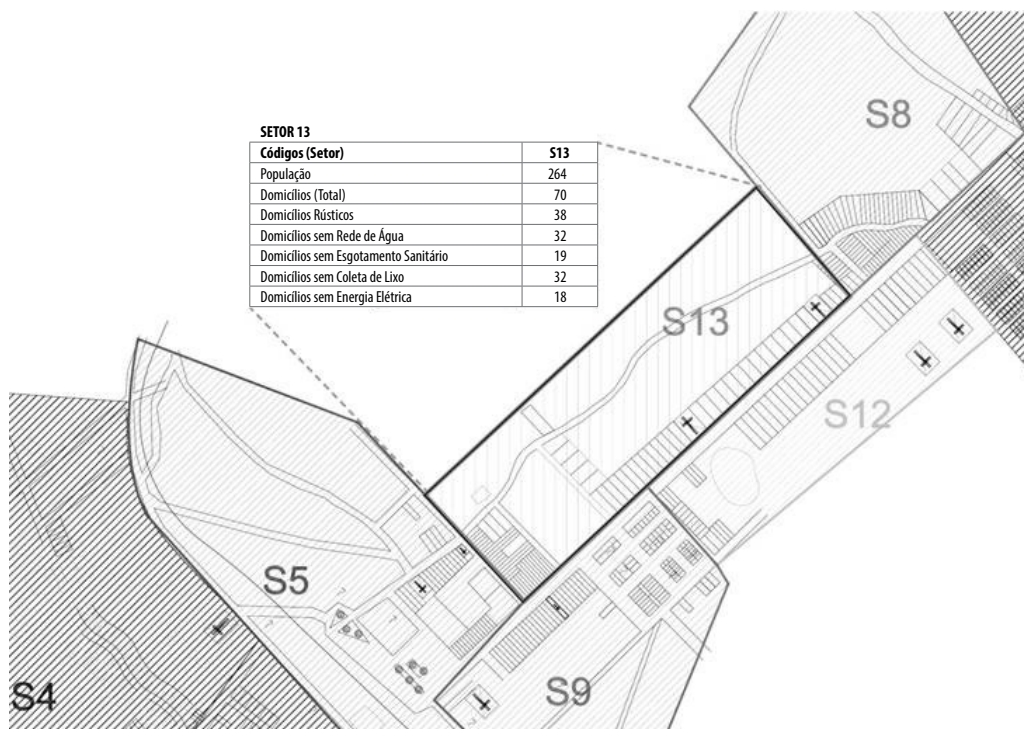 S8
SETOR 13
Códigos (Setor) S13
População 264
Domicílios (Total) 70
Domicílios Rústicos 38
Domicílios sem Rede de Água 32
Domicílios sem Esgotamento Sanitário 19
Domicílios sem Coleta de Lixo 32
Domicílios sem Energia Elétrica 18
S13
S12
S5
S4
S9